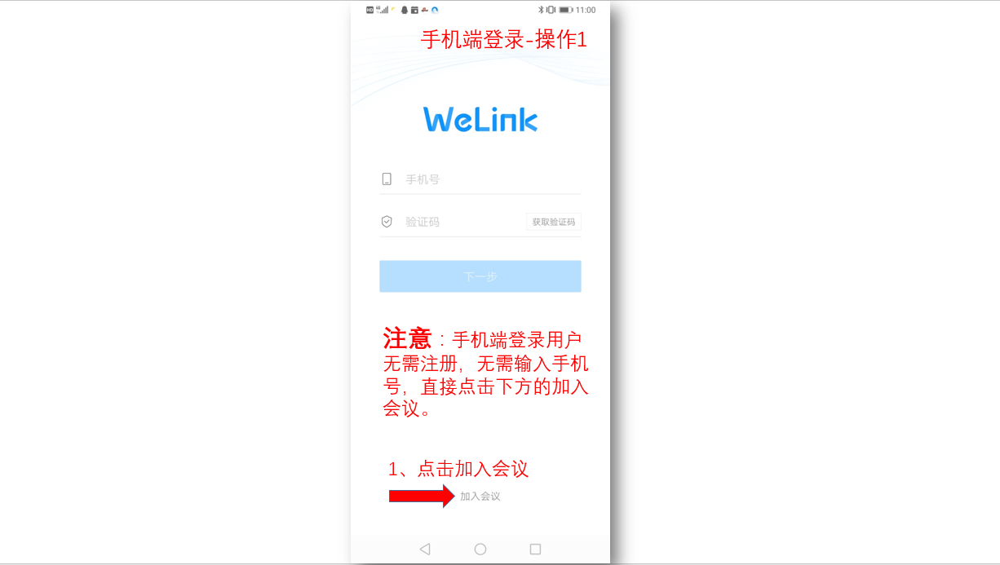 HD 11:00
手机端登录-操作1
WeLink
手机号
验证码 获取验证码
下一步
注意：手机端登录用户
无需注册，无需输入手机
号，直接点击下方的加入
会议。
1、点击加入会议
加入会议